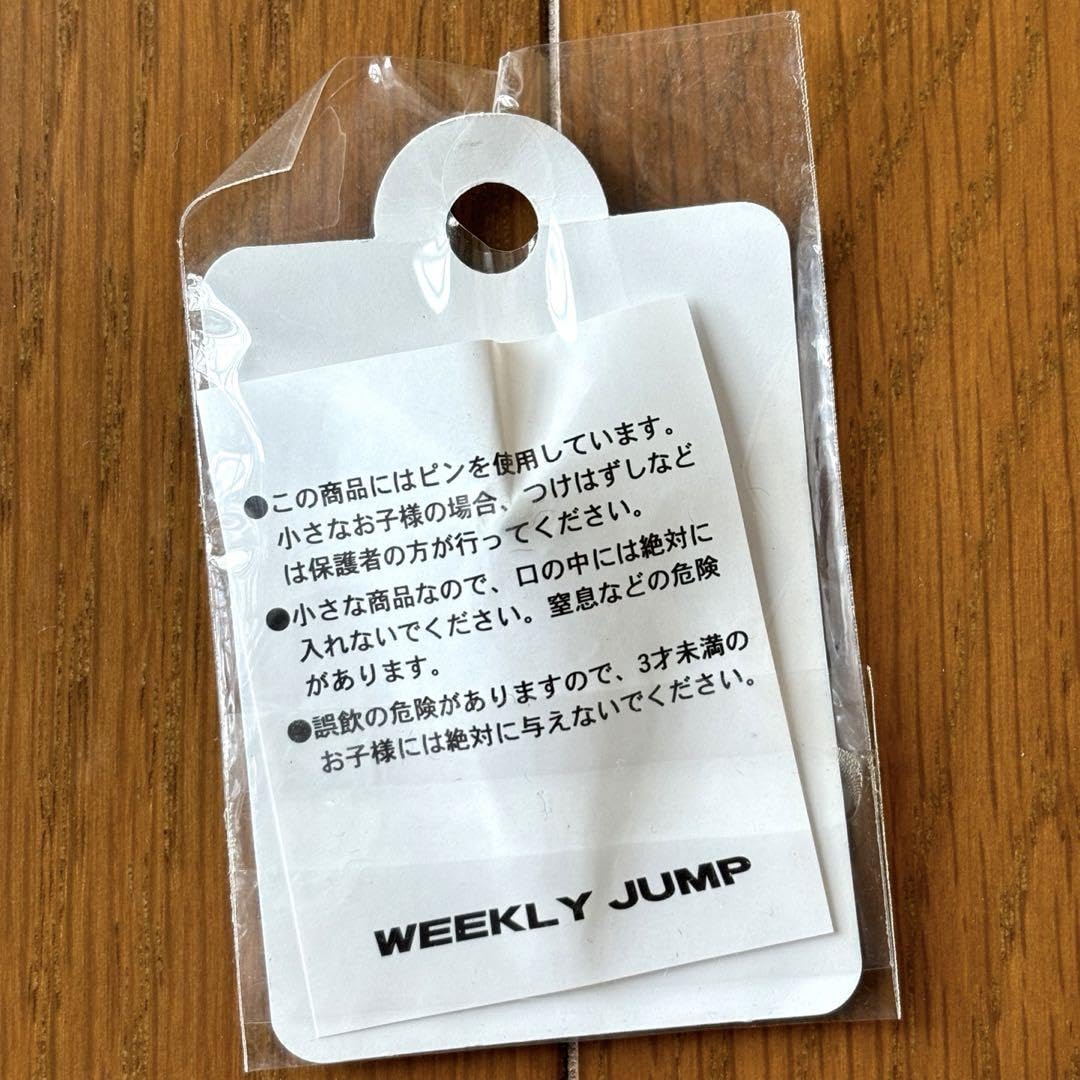 ●この商品にはピンを使用しています。
小さなお子様の場合、つけはずしなど
は保護者の方が行ってください。
●小さな商品なので、口の中には絶対に
入れないでください。窒息などの危険
があります。
●誤飲の危険がありますので、3才未満の
お子様には絶対に与えないでください。
WEEKLY JUMP